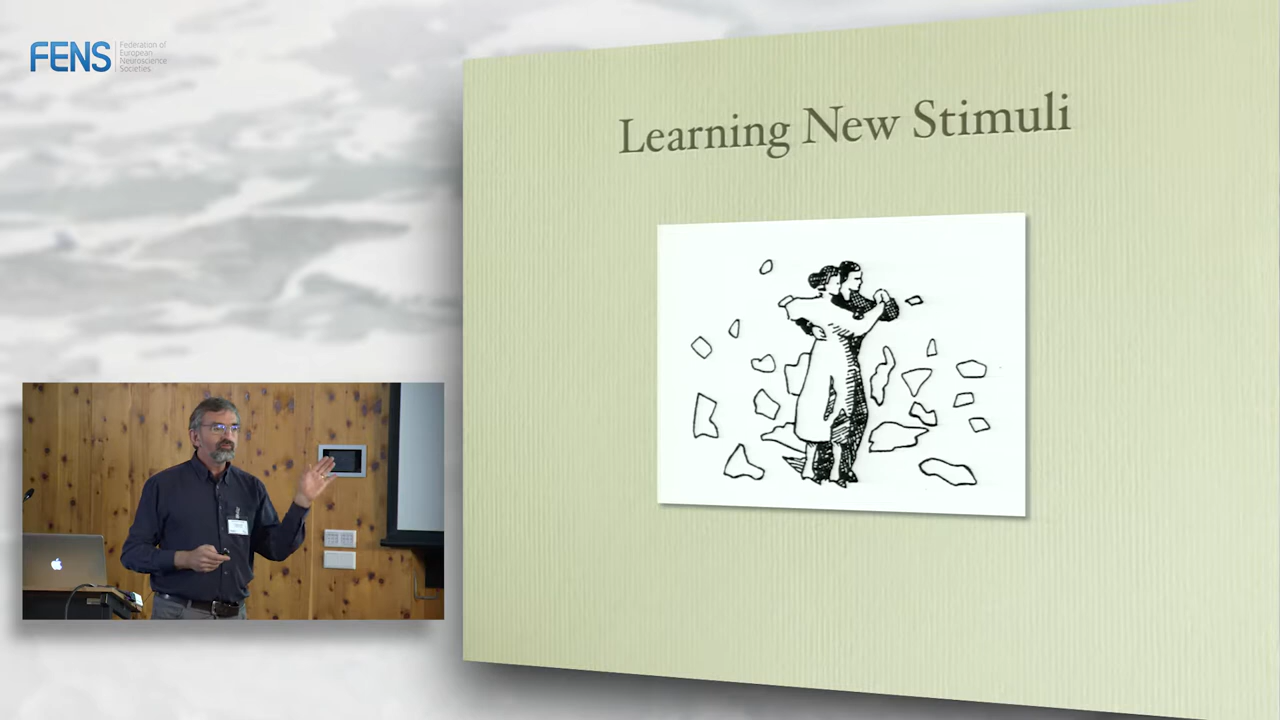 FENS
Federation of
European
Neuroscience
Societies
Learning New Stimuli